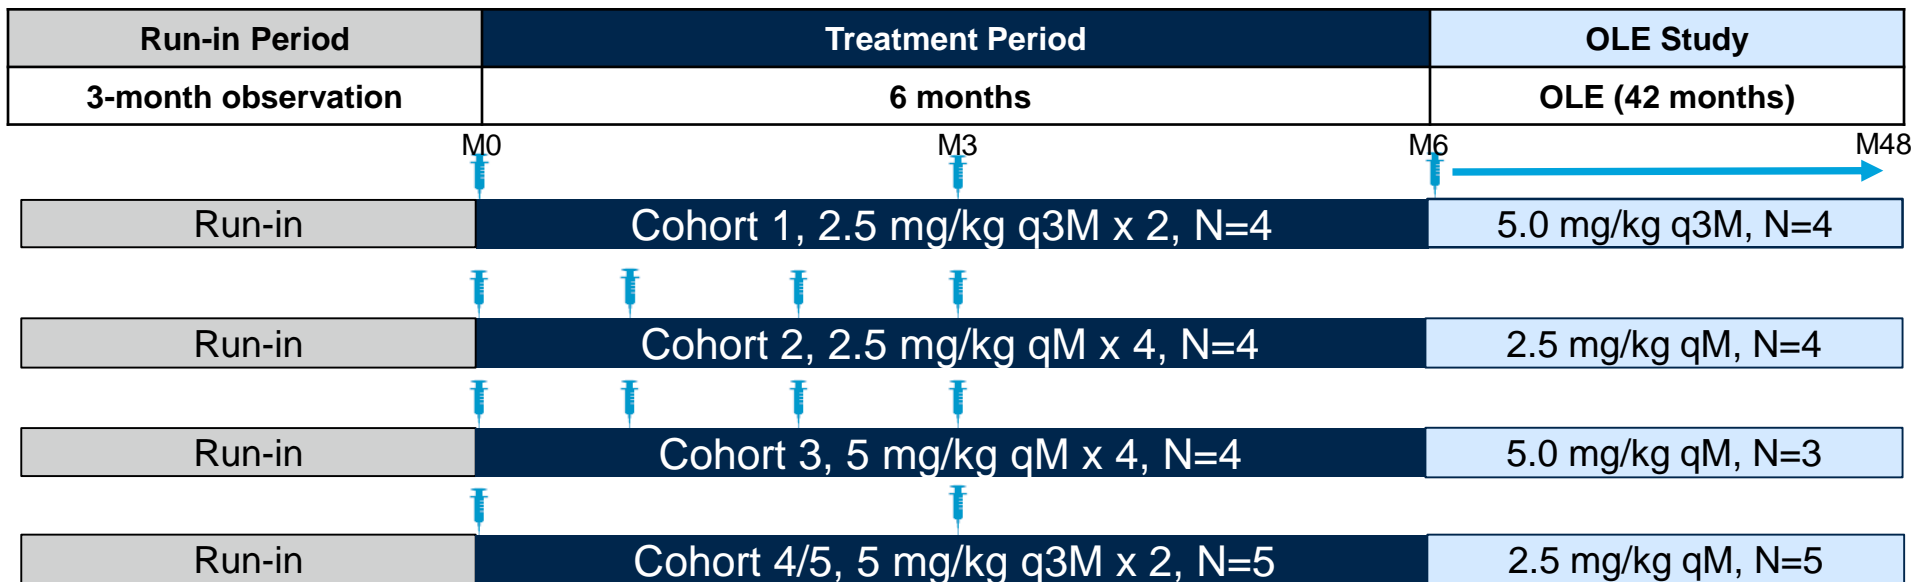 Run-in Period
Treatment Period
OLE Study
3-month observation
6 months
OLE (42 months)
M0
M3
M6
M48
Run-in
Cohort 1, 2.5 mg/kg q3M x 2, N=4
5.0 mg/kg q3M, N=4
Run-in
Cohort 2, 2.5 mg/kg qM x 4, N=4
2.5 mg/kg qM, N=4
Run-in
Cohort 3, 5 mg/kg qM x 4, N=4
5.0 mg/kg qM, N=3
Run-in
Cohort 4/5, 5 mg/kg q3M x 2, N=5
2.5 mg/kg qM, N=5